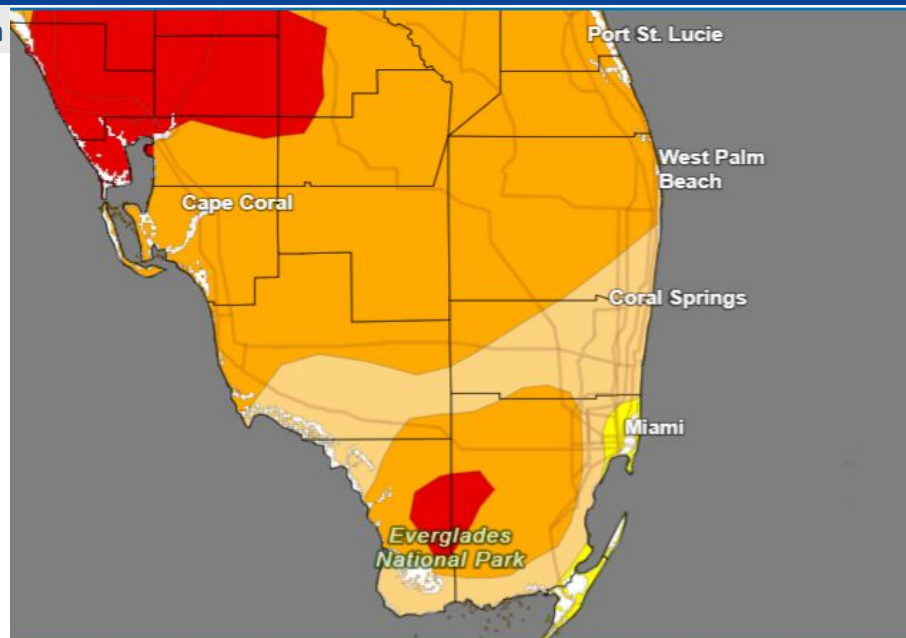 Port St. Lucie
West Palm
Beach
Cape Coral
Coral Springs
Miami
Everglades
National Park